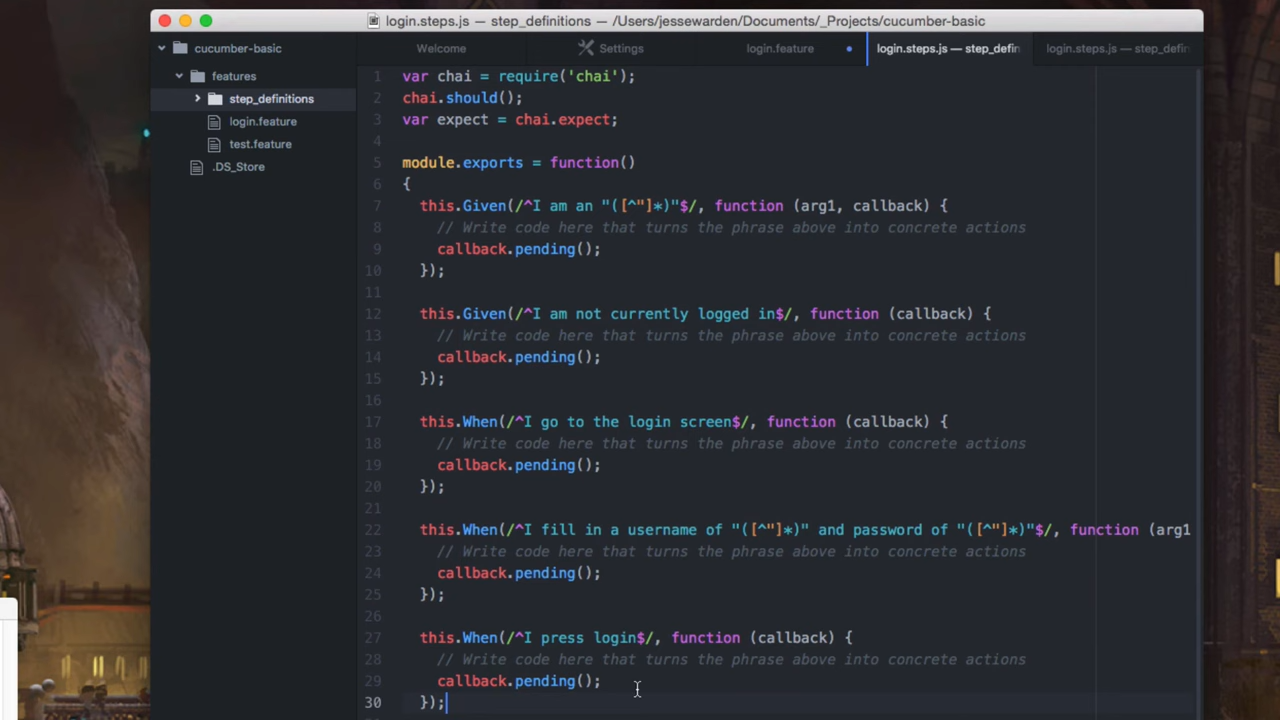 login.steps.js — step_definitions — /Users/jessewarden/Documents/_Projects/cucumber-basic
cucumber-basic
features
step_definitions
login.feature
test.feature
.DS_Store
Welcome
Settings
login.feature
login.steps.js — step_defin
login.steps.js — step_defin
1 var chai = require('chai');
2 chai.should();
3 var expect = chai.expect;
4
5 module.exports = function()
6 {
7 this.Given(/^I am an "([^"]*)"$/, function (arg1, callback) {
8 // Write code here that turns the phrase above into concrete actions
9 callback.pending();
10 });
11
12 this.Given(/^I am not currently logged in$/, function (callback) {
13 // Write code here that turns the phrase above into concrete actions
14 callback.pending();
15 });
16
17 this.When(/^I go to the login screen$/, function (callback) {
18 // Write code here that turns the phrase above into concrete actions
19 callback.pending();
20 });
21
22 this.When(/^I fill in a username of "([^"]*)" and password of "([^"]*)"$/, function (arg1
23 // Write code here that turns the phrase above into concrete actions
24 callback.pending();
25 });
26
27 this.When(/^I press login$/, function (callback) {
28 // Write code here that turns the phrase above into concrete actions
29 callback.pending();
30 });